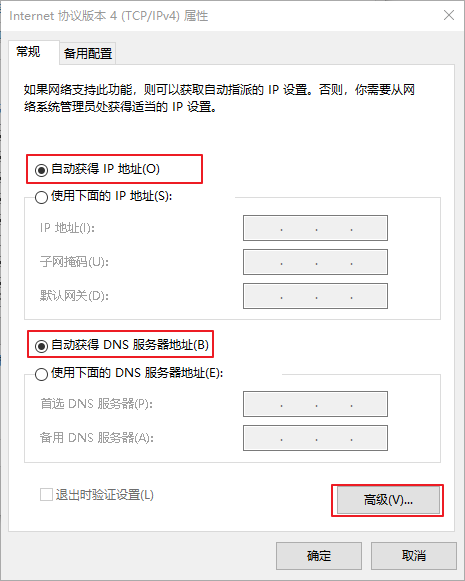 Internet 协议版本 4 (TCP/IPv4) 属性
常规 备用配置
如果网络支持此功能，则可以获取自动指派的 IP 设置。否则，你需要从网
络系统管理员处获得适当的 IP 设置。
自动获得 IP 地址(O)
使用下面的 IP 地址(S):
IP 地址(I):
子网掩码(U):
默认网关(D):
自动获得 DNS 服务器地址(B)
使用下面的 DNS 服务器地址(E):
首选 DNS 服务器(P):
备用 DNS 服务器(A):
退出时验证设置(L)
高级(V)...
确定 取消